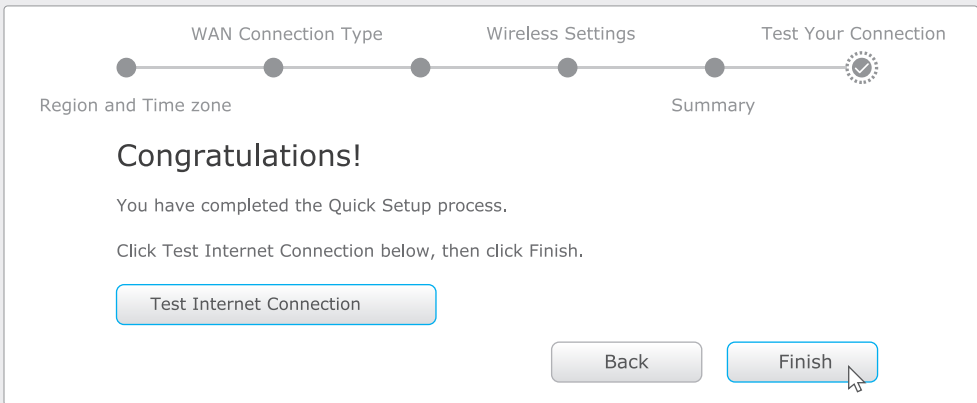 WAN Connection Type Wireless Settings Test Your Connection
Region and Time zone Summary
Congratulations!
You have completed the Quick Setup process.
Click Test Internet Connection below, then click Finish.
Test Internet Connection
Back Finish